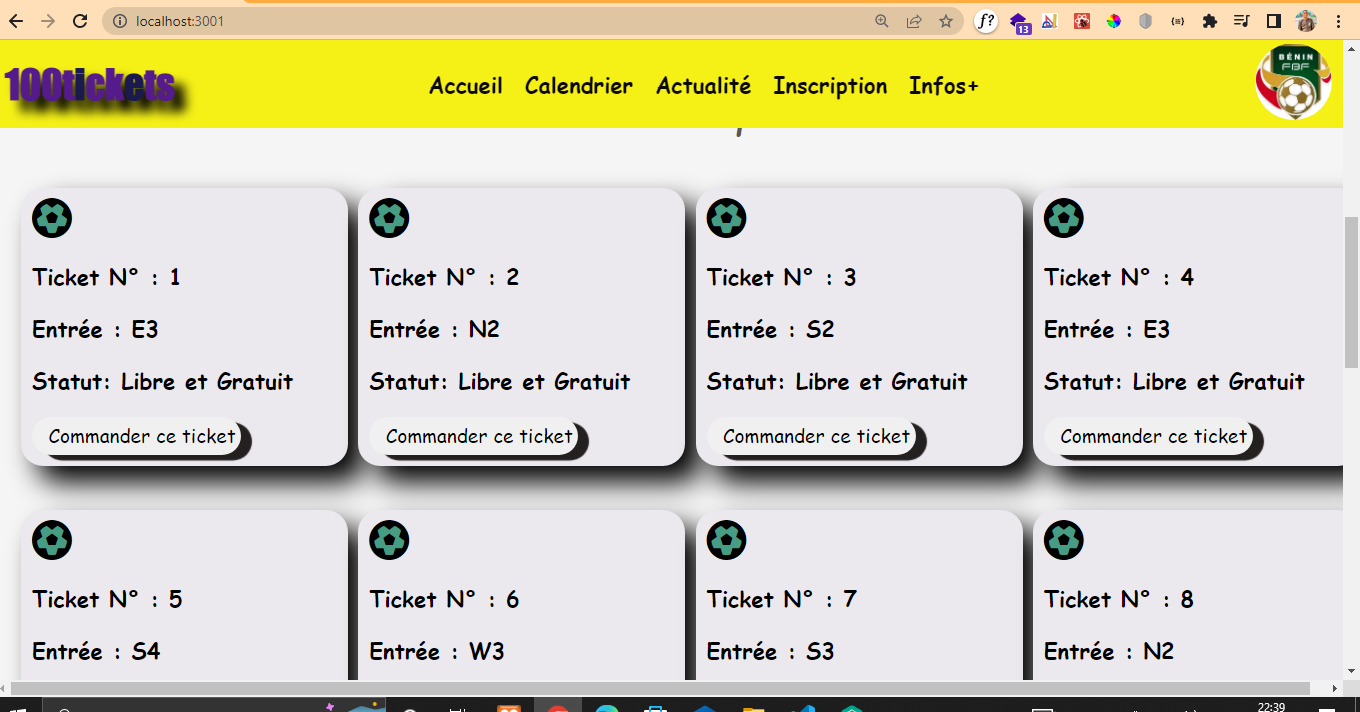 localhost:3001
f?
13
100tickets
Accueil Calendrier Actualité Inscription Infos+
BÉNIN
FBF
Ticket N° : 1
Entrée : E3
Statut: Libre et Gratuit
Commander ce ticket
Ticket N° : 2
Entrée : N2
Statut: Libre et Gratuit
Commander ce ticket
Ticket N° : 3
Entrée : S2
Statut: Libre et Gratuit
Commander ce ticket
Ticket N° : 4
Entrée : E3
Statut: Libre et Gratuit
Commander ce ticket
Ticket N° : 5
Entrée : S4
Ticket N° : 6
Entrée : W3
Ticket N° : 7
Entrée : S3
Ticket N° : 8
Entrée : N2
22:39